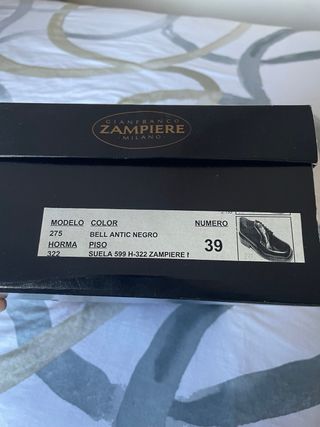 GIANFRANCO
ZAMPIERE
MILANO
MODELO COLOR NUMERO
275 BELL ANTIC NEGRO
HORMA PISO 39
322 SUELA 599 H-322 ZAMPIERE